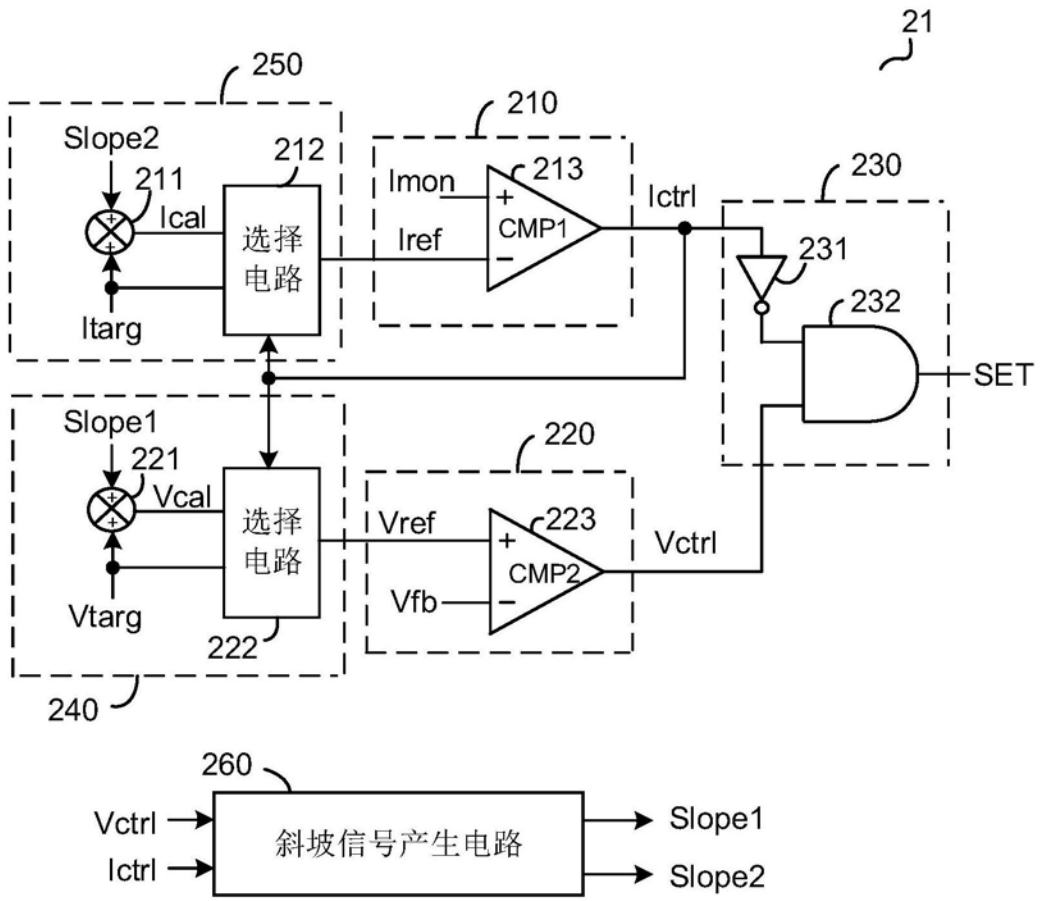 21
250
Slope2
211
212
Ical
选择
电路
Itarg
210
Imon
+
213
CMP1
Iref
−
Ictrl
230
231
232
SET
Slope1
221
Vcal
选择
电路
Vtarg
222
240
220
Vref
+
223
CMP2
Vfb
−
Vctrl
260
Vctrl
Ictrl
斜坡信号产生电路
Slope1
Slope2